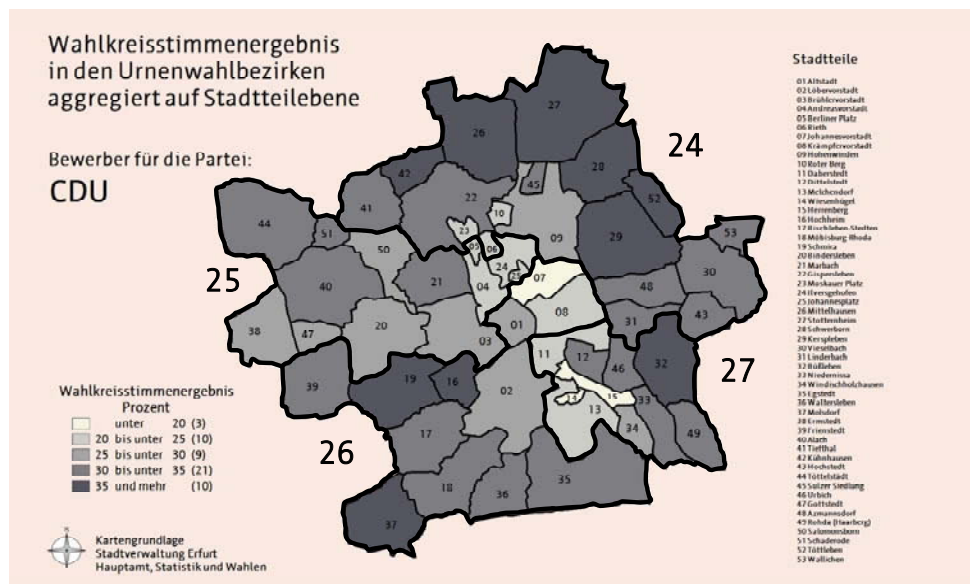 Wahlkreisstimmenergebnis
in den Urnenwahlbezirken
aggregiert auf Stadtteilebene
Bewerber für die Partei:
CDU
24
25
26
27
27
26
28
42
45
52
22
41
44
10
51
23
53
50
09
29
05
06
24
30
07
25
21
40
04
48
43
08
31
01
20
38
47
03
11
12
46
32
39
19
16
02
14
15
33
13
34
17
49
35
18
36
37
Wahlkreisstimmenergebnis
Prozent
unter 20 (3)
20 bis unter 25 (10)
25 bis unter 30 (9)
30 bis unter 35 (21)
35 und mehr (10)
N
Kartengrundlage
Stadtverwaltung Erfurt
Hauptamt, Statistik und Wahlen
Stadtteile
01 Altstadt
02 Löbervorstadt
03 Brühlervorstadt
04 Andreasvorstadt
05 Berliner Platz
06 Rieth
07 Johannesvorstadt
08 Krämpfervorstadt
09 Hohenwinden
10 Roter Berg
11 Daberstedt
12 Dittelstedt
13 Melchendorf
14 Wiesenhügel
15 Herrenberg
16 Hochheim
17 Bischleben-Stedten
18 Möbisburg Rhoda
19 Schmira
20 Bindersleben
21 Marbach
22 Gispersleben
23 Moskauer Platz
24 Ilversgehofen
25 Johannesplatz
26 Mittelhausen
27 Stotternheim
28 Schwerborn
29 Kerspleben
30 Vieselbach
31 Linderbach
32 Büßleben
33 Niedernissa
34 Windischholzhausen
35 Egstedt
36 Waltersleben
37 Molsdorf
38 Ermstedt
39 Frienstedt
40 Alach
41 Tiefthal
42 Kühnhausen
43 Hochstedt
44 Töttelstädt
45 Sulzer Siedlung
46 Urbich
47 Gottstedt
48 Azmannsdorf
49 Rohda (Haarberg)
50 Salomonsborn
51 Schaderode
52 Töttleben
53 Wallichen